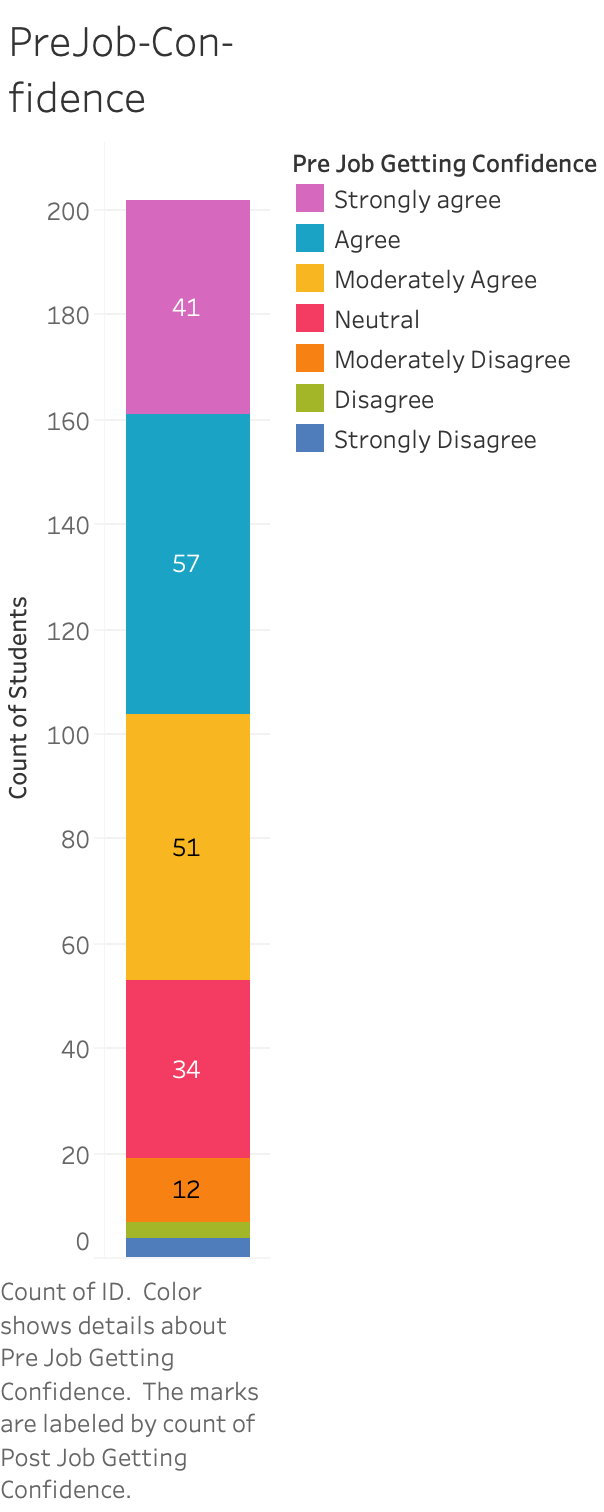 PreJob-Con-
fidence
Pre Job Getting Confidence
Strongly agree
Agree
Moderately Agree
Neutral
Moderately Disagree
Disagree
Strongly Disagree
Count of Students
200
180
160
140
120
100
80
60
40
20
0
41
57
51
34
12
Count of ID.  Color
shows details about
Pre Job Getting
Confidence.  The marks
are labeled by count of
Post Job Getting
Confidence.